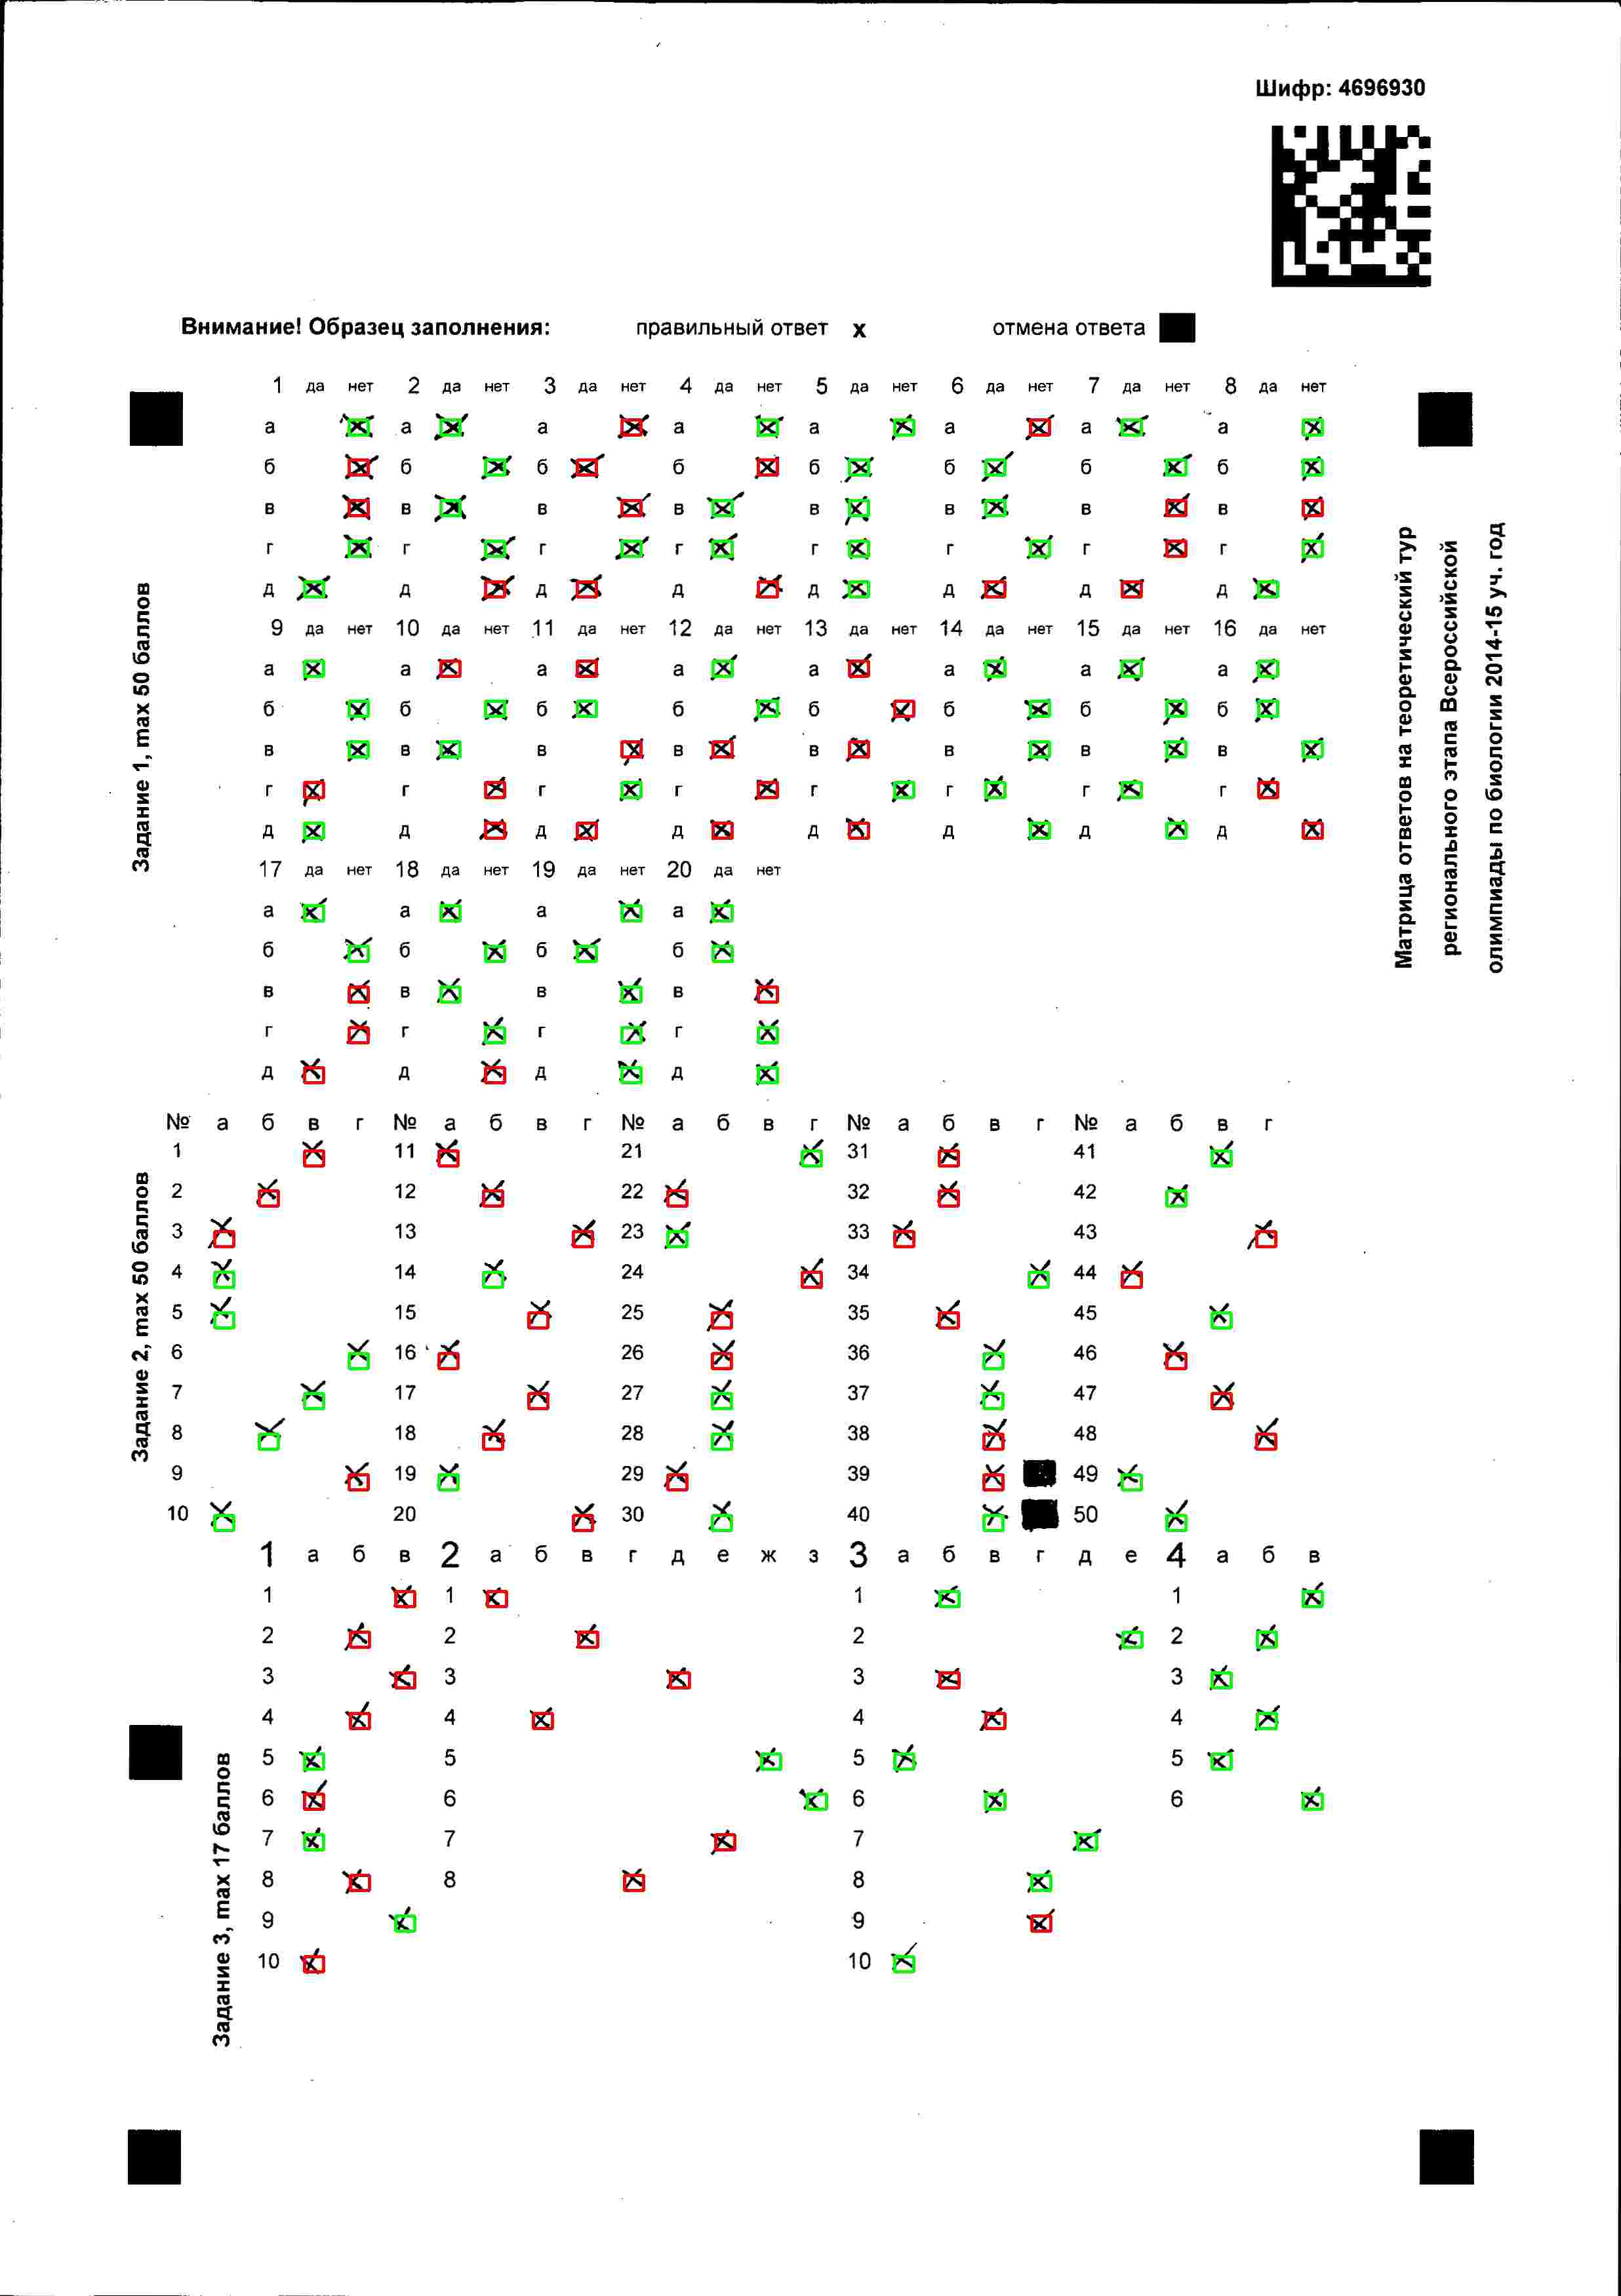 Шифр: 4696930
Внимание! Образец заполнения: правильный ответ x отмена ответа
1 да нет 2 да нет 3 да нет 4 да нет 5 да нет 6 да нет 7 да нет 8 да нет
а а а а а а а а
б б б б б б б б
в в в в в в в в
г г г г г г г г
д д д д д д д д
9 да нет 10 да нет 11 да нет 12 да нет 13 да нет 14 да нет 15 да нет 16 да нет
а а а а а а а а
б б б б б б б б
в в в в в в в в
г г г г г г г г
д д д д д д д д
17 да нет 18 да нет 19 да нет 20 да нет
а а а а
б б б б
в в в в
г г г г
д д д д
Задание 1, max 50 баллов
Матрица ответов на теоретический тур
регионального этапа Всероссийской
олимпиады по биологии 2014-15 уч. год
№ а б в г № а б в г № а б в г № а б в г № а б в г
1 11 21 31 41
2 12 22 32 42
3 13 23 33 43
4 14 24 34 44
5 15 25 35 45
6 16 26 36 46
7 17 27 37 47
8 18 28 38 48
9 19 29 39 49
10 20 30 40 50
Задание 2, max 50 баллов
1 а б в 2 а б в г д е ж з 3 а б в г д е 4 а б в
1 1 1 1
2 2 2 2
3 3 3 3
4 4 4 4
5 5 5 5
6 6 6 6
7 7 7
8 8 8
9 9
10 10
Задание 3, max 17 баллов